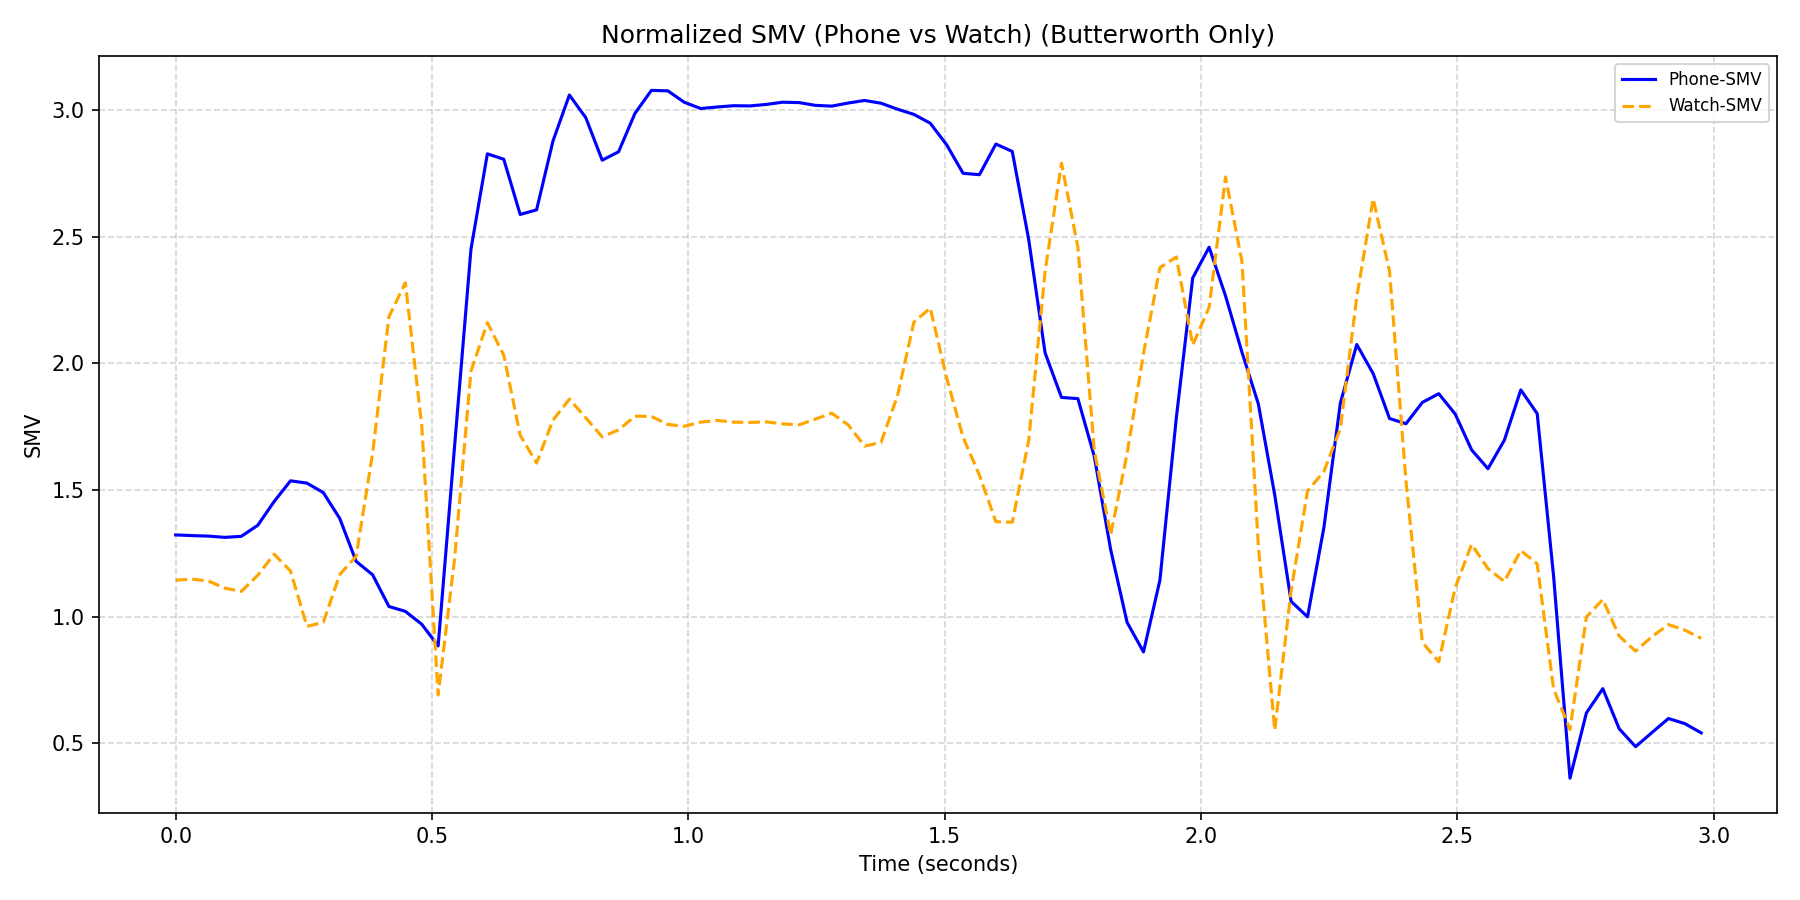 Normalized SMV (Phone vs Watch) (Butterworth Only)
Phone-SMV
Watch-SMV
3.0
2.5
2.0
1.5
1.0
0.5
SMV
0.0 0.5 1.0 1.5 2.0 2.5 3.0
Time (seconds)